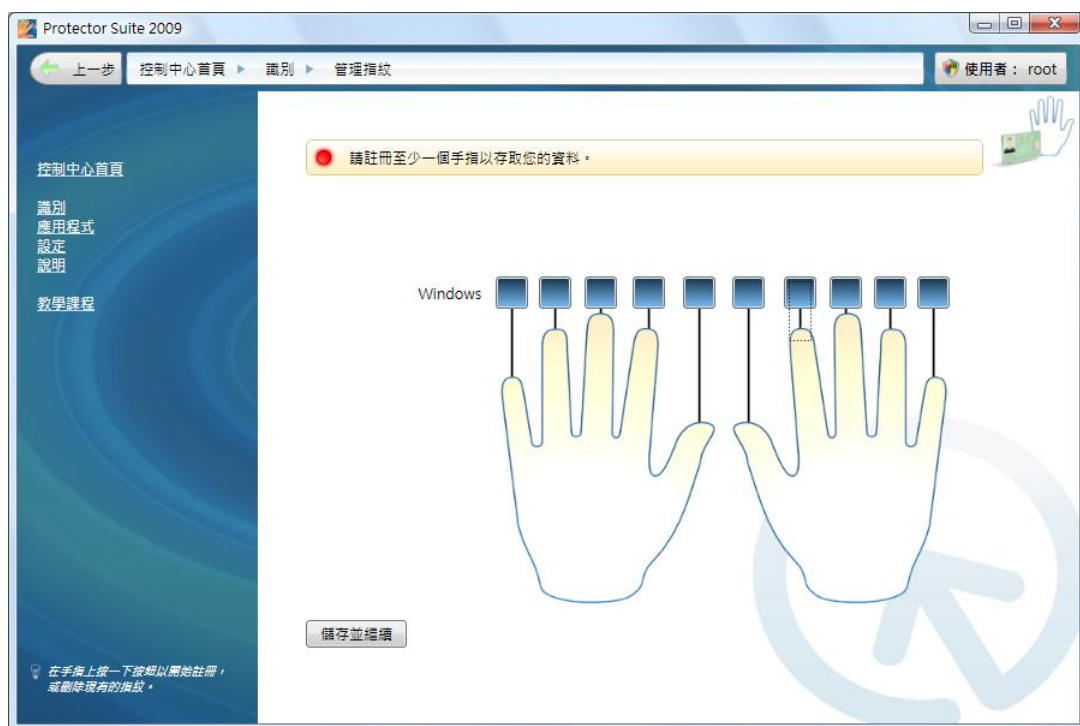 Protector Suite 2009
上一步 控制中心首頁 識別 管理指紋 使用者： root
請註冊至少一個手指以存取您的資料。
控制中心首頁
識別
應用程式
設定
說明
教學課程
Windows
儲存並繼續
在手指上按一下按鈕以開始註冊，
或刪除現有的指紋。